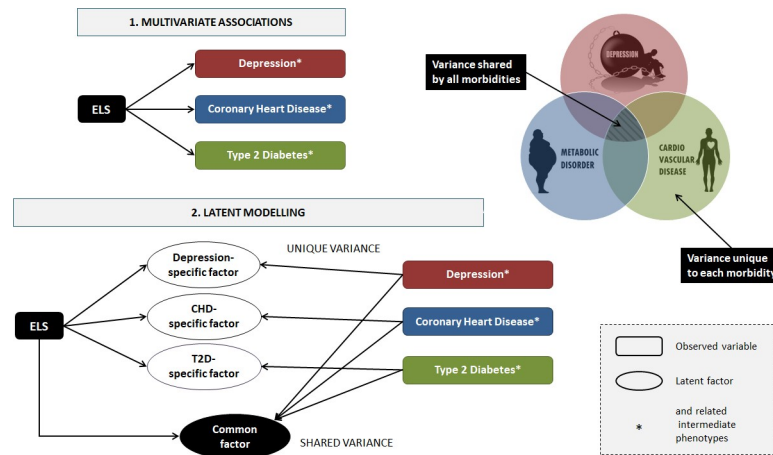 1. MULTIVARIATE ASSOCIATIONS
ELS
Depression*
Coronary Heart Disease*
Type 2 Diabetes*
Variance shared
by all morbidities
DEPRESSION
METABOLIC
DISORDER
CARDIO
VASCULAR
DISEASE
Variance unique
to each morbidity
2. LATENT MODELLING
UNIQUE VARIANCE
Depression-
specific factor
CHD-
specific factor
T2D-
specific factor
ELS
Common
factor
SHARED VARIANCE
Depression*
Coronary Heart Disease*
Type 2 Diabetes*
Observed variable
Latent factor
*
and related
intermediate
phenotypes